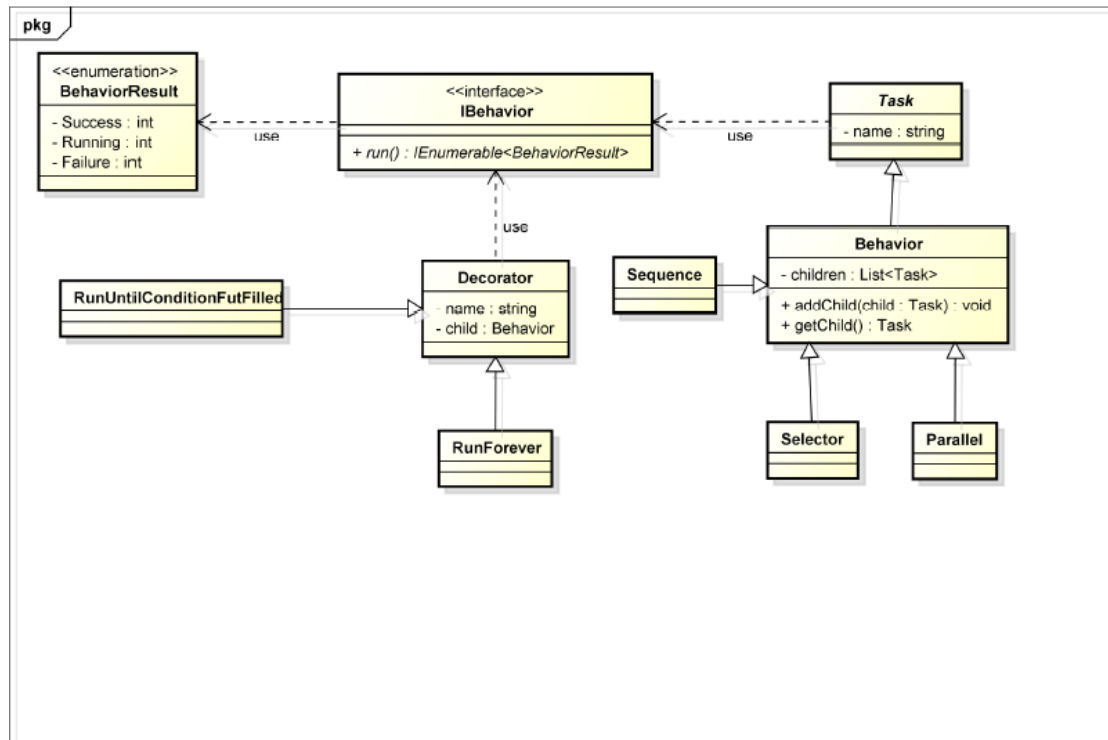 pkg
<<enumeration>>
BehaviorResult
- Success : int
- Running : int
- Failure : int
use
<<interface>>
IBehavior
+ run() : IEnumerable<BehaviorResult>
use
Task
- name : string
use
Decorator
- name : string
- child : Behavior
RunUntilConditionFutFilled
RunForever
Sequence
Behavior
- children : List<Task>
+ addChild(child : Task) : void
+ getChild() : Task
Selector
Parallel